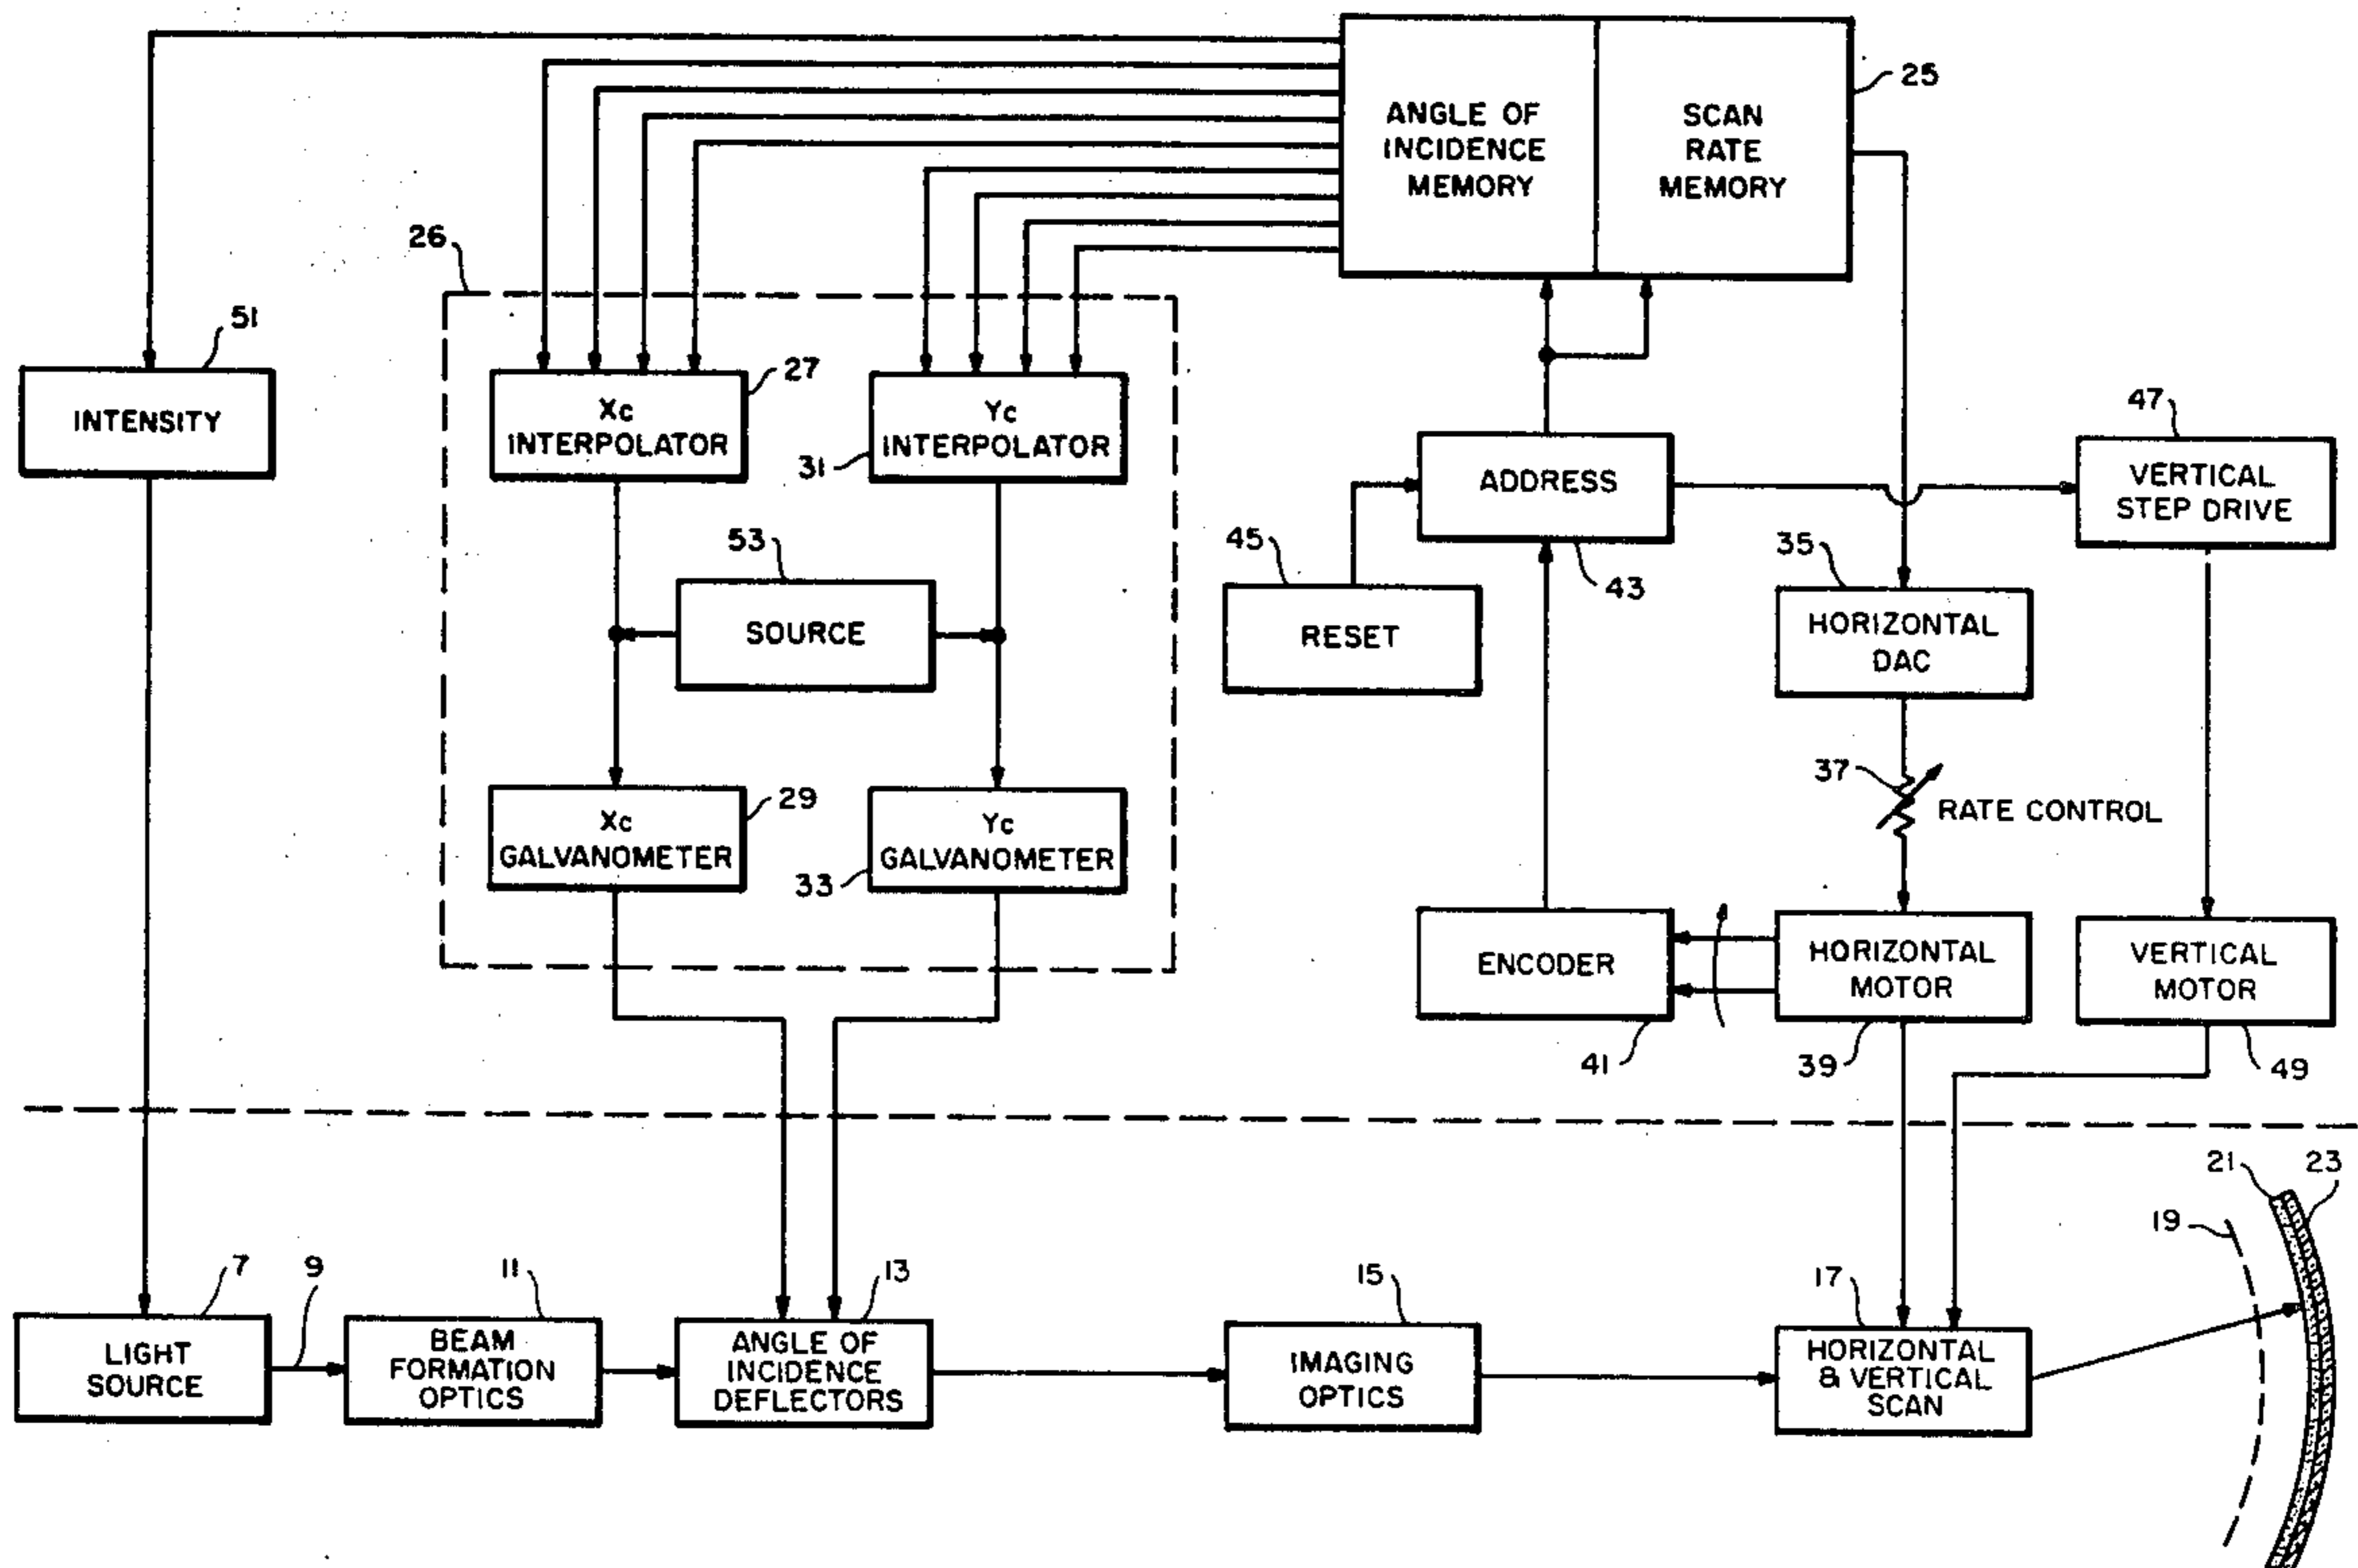 ANGLE OF
INCIDENCE
MEMORY
SCAN
RATE
MEMORY
25
26
51
INTENSITY
Xc
INTERPOLATOR
27
Yc
INTERPOLATOR
31
ADDRESS
43
47
VERTICAL
STEP DRIVE
53
SOURCE
45
RESET
35
HORIZONTAL
DAC
37
RATE CONTROL
Xc
GALVANOMETER
29
Yc
GALVANOMETER
33
ENCODER
41
HORIZONTAL
MOTOR
39
VERTICAL
MOTOR
49
21
23
19
7
LIGHT
SOURCE
9
11
BEAM
FORMATION
OPTICS
13
ANGLE OF
INCIDENCE
DEFLECTORS
15
IMAGING
OPTICS
17
HORIZONTAL
& VERTICAL
SCAN